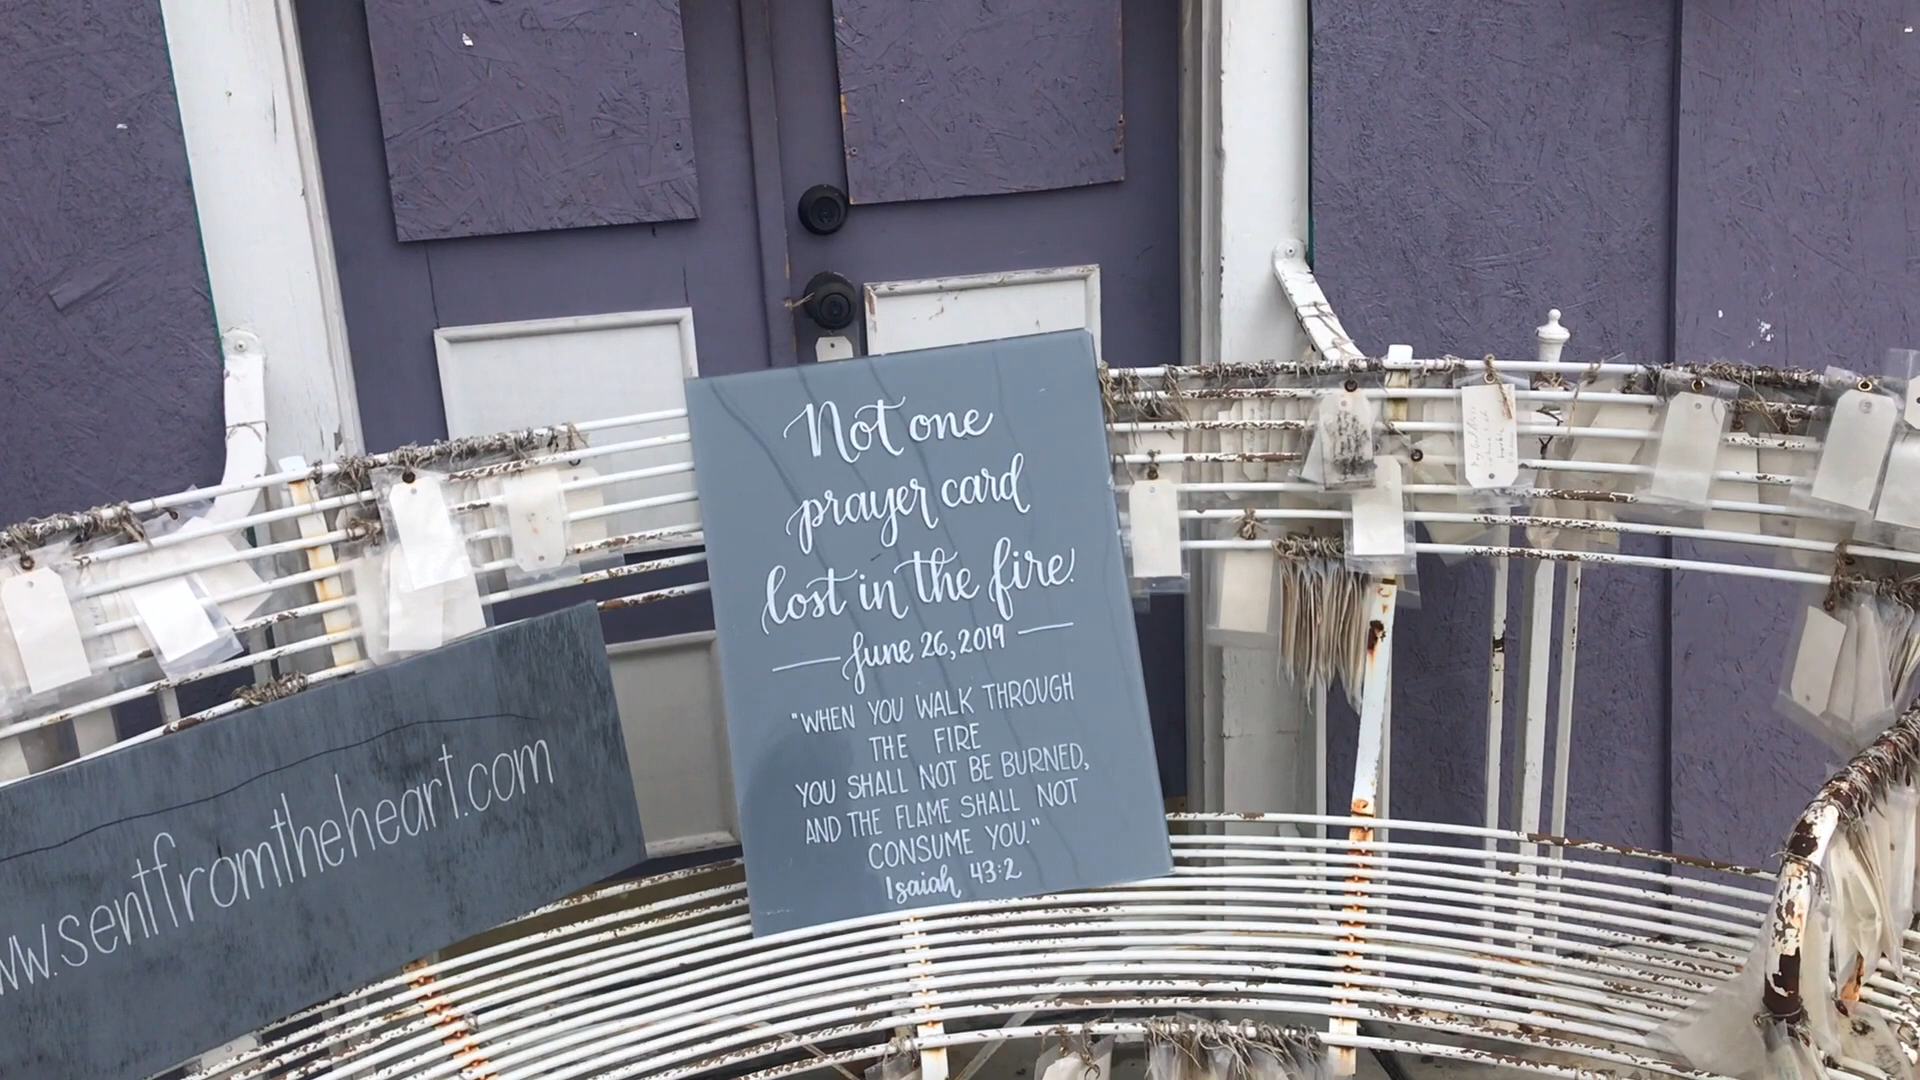 Not one
prayer card
lost in the fire.
June 26, 2019
"WHEN YOU WALK THROUGH
THE FIRE
YOU SHALL NOT BE BURNED,
AND THE FLAME SHALL NOT
CONSUME YOU."
Isaiah 43:2
ww.sentfromtheheart.com